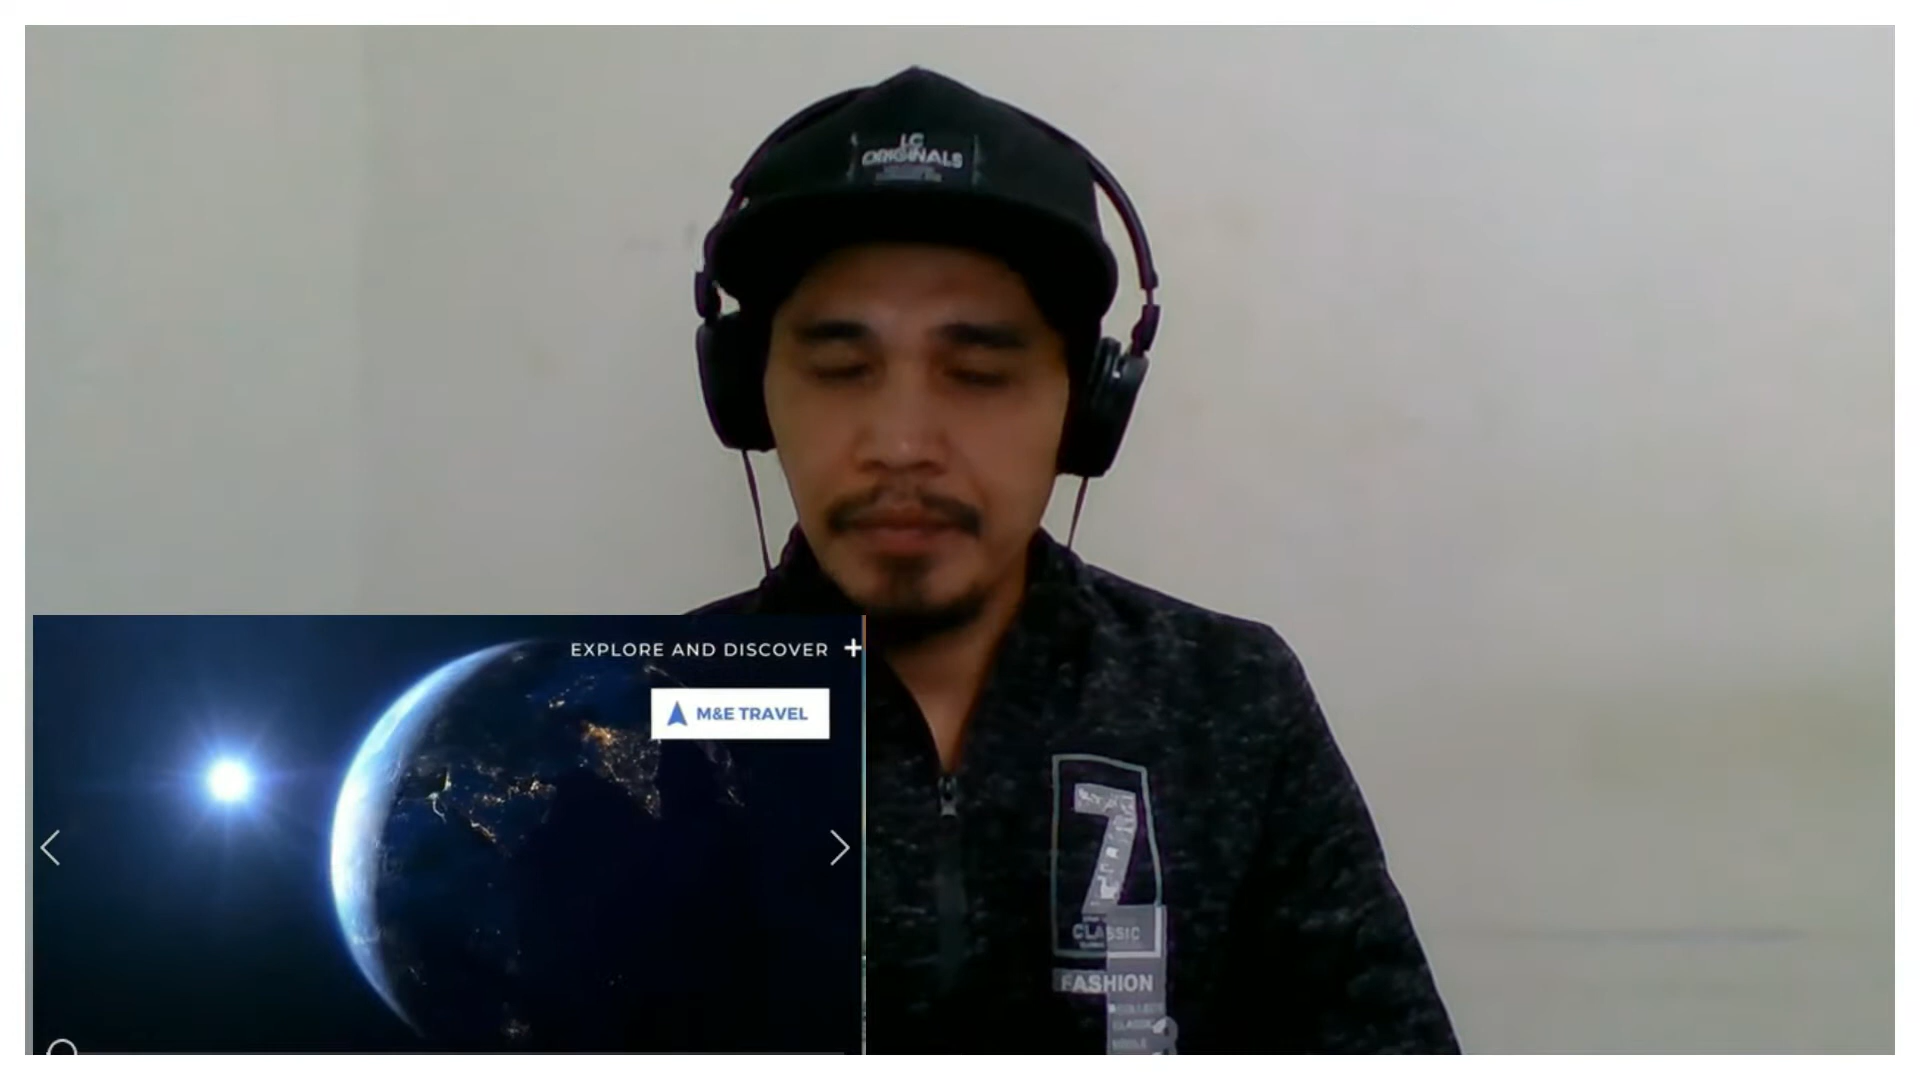 LC
ORIGINALS
EXPLORE AND DISCOVER
M&E TRAVEL
CLASSIC
FASHION